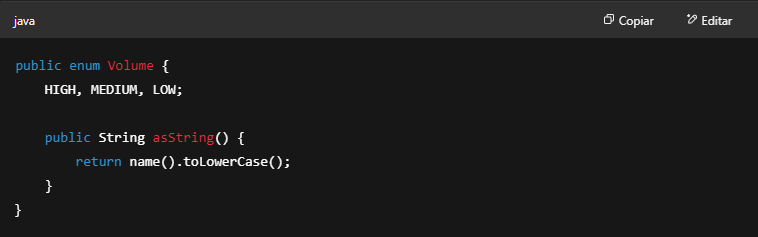 java Copiar Editar
public enum Volume {
    HIGH, MEDIUM, LOW;
    public String asString() {
        return name().toLowerCase();
    }
}